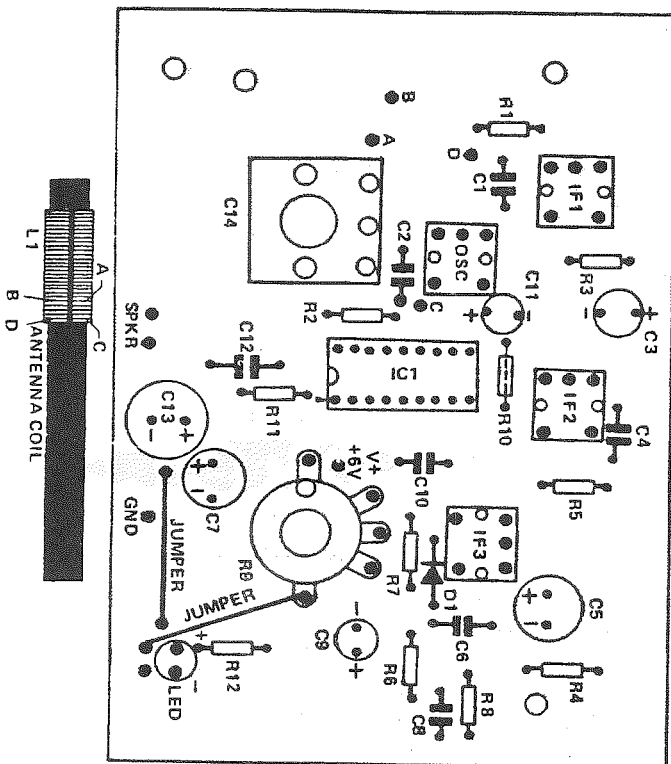 B
A
R1
D
C1
IF1
C14
C2
OSC
C11
+
-
R3
+
-
C3
R2
C
C12
R11
IC1
R10
IF2
C4
L1
A
B
C
D
ANTENNA COIL
SPKR
C13
-
+
+
-
C7
V+
+6V
C10
R5
GND
JUMPER
R9
R7
D1
IF3
C5
+
-
JUMPER
C6
-
C9
+
R6
R4
+
R12
LED
-
C8
R8